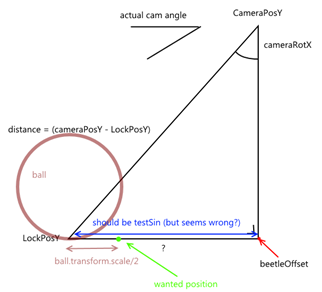 CameraPosY
actual cam angle
cameraRotX
distance = (cameraPosY - LockPosY)
ball
should be testSin (but seems wrong?)
LockPosY
?
ball.transform.scale/2
beetleOffset
wanted position